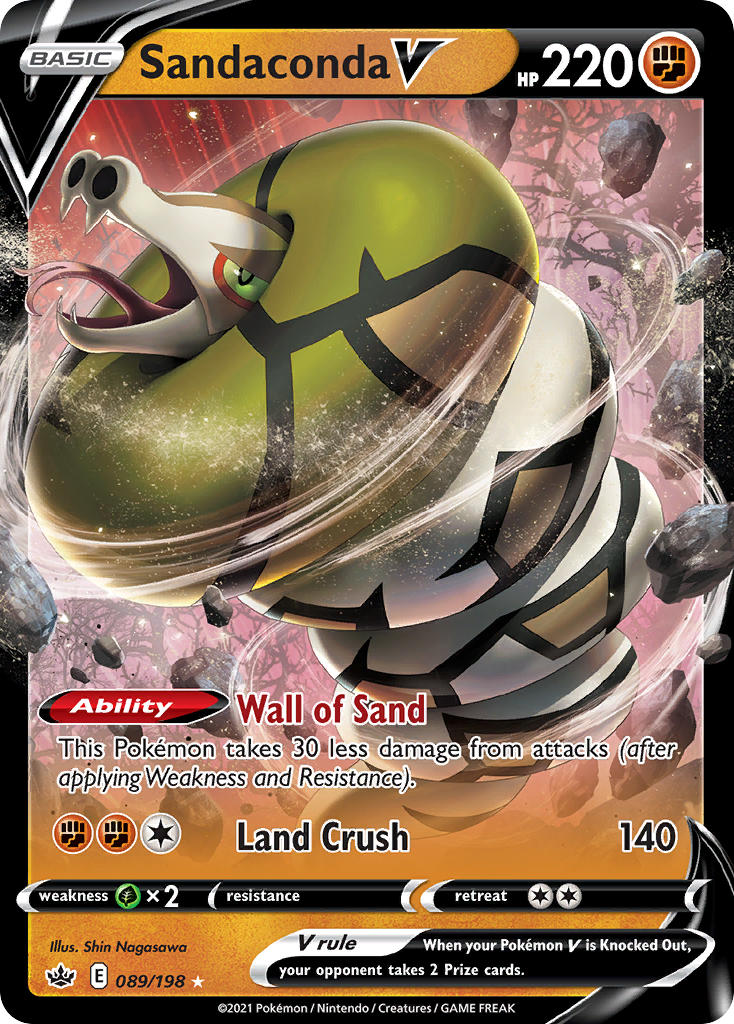 BASIC
Sandaconda V
HP 220
Ability Wall of Sand
This Pokémon takes 30 less damage from attacks (after
applying Weakness and Resistance).
Land Crush 140
weakness ×2 resistance retreat
Illus. Shin Nagasawa
V rule When your Pokémon V is Knocked Out,
your opponent takes 2 Prize cards.
E 089/198 ★
©2021 Pokémon / Nintendo / Creatures / GAME FREAK